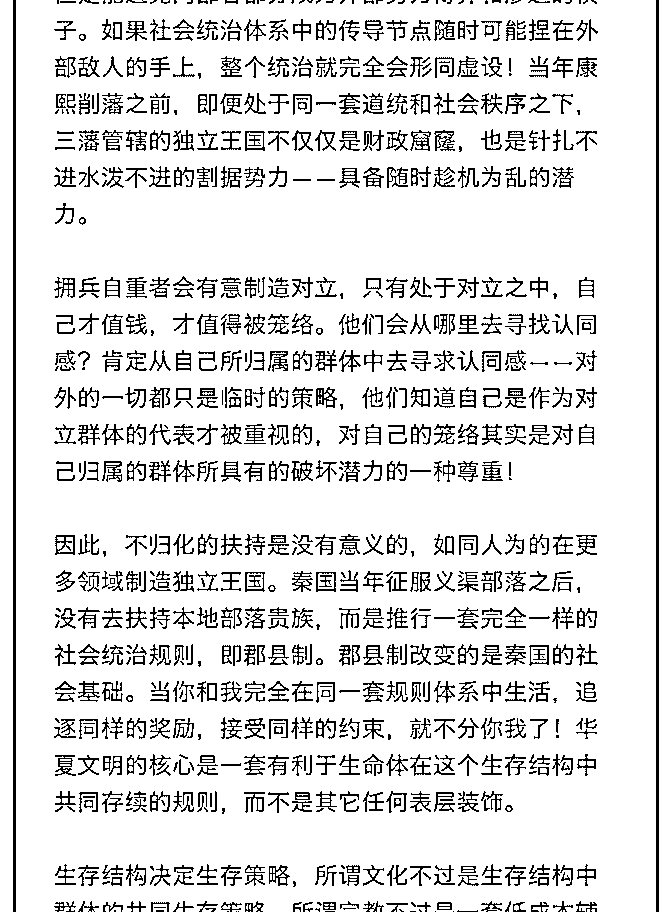 子。如果社会统治体系中的传导节点随时可能捏在外
部敌人的手上，整个统治就完全会形同虚设！当年康
熙削藩之前，即便处于同一套道统和社会秩序之下，
三藩管辖的独立王国不仅仅是财政窟窿，也是针扎不
进水泼不进的割据势力——具备随时趁机为乱的潜
力。
拥兵自重者会有意制造对立，只有处于对立之中，自
己才值钱，才值得被笼络。他们会从哪里去寻找认同
感？肯定从自己所归属的群体中去寻求认同感——对
外的一切都只是临时的策略，他们知道自己是作为对
立群体的代表才被重视的，对自己的笼络其实是对自
己归属的群体所具有的破坏潜力的一种尊重！
因此，不归化的扶持是没有意义的，如同人为的在更
多领域制造独立王国。秦国当年征服义渠部落之后，
没有去扶持本地部落贵族，而是推行一套完全一样的
社会统治规则，即郡县制。郡县制改变的是秦国的社
会基础。当你和我完全在同一套规则体系中生活，追
逐同样的奖励，接受同样的约束，就不分你我了！华
夏文明的核心是一套有利于生命体在这个生存结构中
共同存续的规则，而不是其它任何表层装饰。
生存结构决定生存策略，所谓文化不过是生存结构中
群体的共同生存策略，所谓宗教不过是一套低成本辅